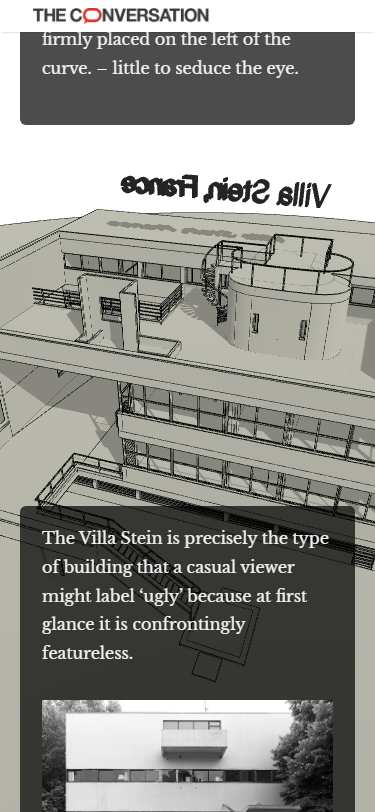 THE CONVERSATION
firmly placed on the left of the
curve. – little to seduce the eye.
Villa Stein, France
The Villa Stein is precisely the type
of building that a casual viewer
might label ‘ugly’ because at first
glance it is confrontingly
featureless.